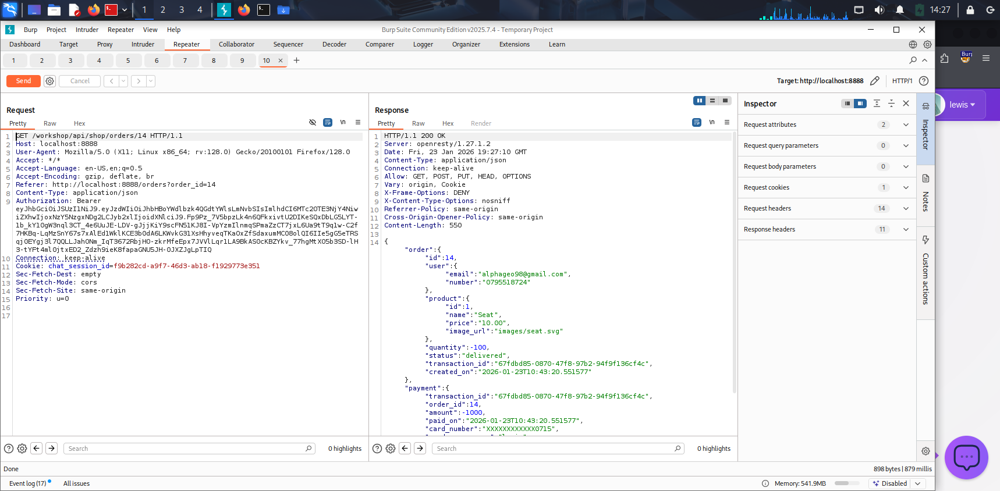 1 2 3 4 14:27
Burp Project Intruder Repeater View Help Burp Suite Community Edition v2025.7.4 - Temporary Project
Dashboard Target Proxy Intruder Repeater Collaborator Sequencer Decoder Comparer Logger Organizer Extensions Learn
1 2 3 4 5 6 7 8 9 10 × +
Send Cancel Target: http://localhost:8888 HTTP/1
Request
Pretty Raw Hex \n
1 GET /workshop/api/shop/orders/14 HTTP/1.1
2 Host: localhost:8888
3 User-Agent: Mozilla/5.0 (X11; Linux x86_64; rv:128.0) Gecko/20100101 Firefox/128.0
4 Accept: */*
5 Accept-Language: en-US,en;q=0.5
6 Accept-Encoding: gzip, deflate, br
7 Referer: http://localhost:8888/orders?order_id=14
8 Content-Type: application/json
9 Authorization: Bearer
10 Connection: keep-alive
11 Cookie: chat_session_id=f9b282cd-a9f7-46d3-ab18-f1929773e351
12 Sec-Fetch-Dest: empty
13 Sec-Fetch-Mode: cors
14 Sec-Fetch-Site: same-origin
15 Priority: u=0
16
17
Search 0 highlights
Response
Pretty Raw Hex Render \n
1 HTTP/1.1 200 OK
2 Server: openresty/1.27.1.2
3 Date: Fri, 23 Jan 2026 19:27:10 GMT
4 Content-Type: application/json
5 Connection: keep-alive
6 Allow: GET, POST, PUT, HEAD, OPTIONS
7 Vary: origin, Cookie
8 X-Frame-Options: DENY
9 X-Content-Type-Options: nosniff
10 Referrer-Policy: same-origin
11 Cross-Origin-Opener-Policy: same-origin
12 Content-Length: 550
13
14 {
"order":{
"id":14,
"user":{
"email":"alphageo98@gmail.com",
"number":"0795518724"
},
"product":{
"id":1,
"name":"Seat",
"price":"10.00",
"image_url":"images/seat.svg"
},
"quantity":-100,
"status":"delivered",
"transaction_id":"67fdbd85-0870-47f8-97b2-94f9f136cf4c",
"created_on":"2026-01-23T10:43:20.551577"
},
"payment":{
"transaction_id":"67fdbd85-0870-47f8-97b2-94f9f136cf4c",
"order_id":14,
"amount":-1000,
"paid_on":"2026-01-23T10:43:20.551577",
"card_number":"XXXXXXXXXXXX0715",
Search 0 highlights
Inspector
Request attributes 2
Request query parameters 0
Request body parameters 0
Request cookies 1
Request headers 14
Response headers 11
Inspector
Notes
Custom actions
Burp
lewis
Done 898 bytes | 879 millis
Event log (17) All issues Memory: 541.9MB Disabled